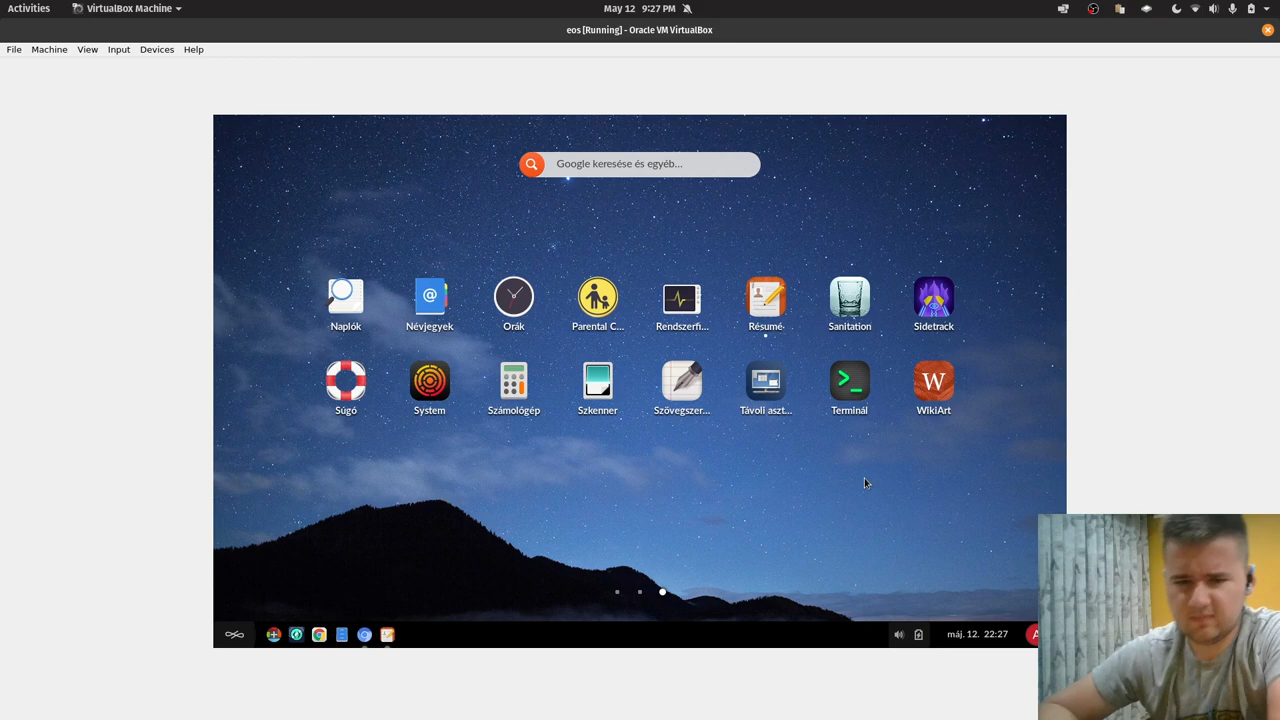 Activities VirtualBox Machine May 12 9:27 PM
eos [Running] - Oracle VM VirtualBox
File Machine View Input Devices Help
Google keresése és egyéb...
Naplók Névjegyek Órák Parental C... Rendszerfi... Résumé Sanitation Sidetrack
Súgó System Számológép Szkenner Szövegszer... Távoli aszt... Terminál WikiArt
>_ W
máj. 12. 22:27